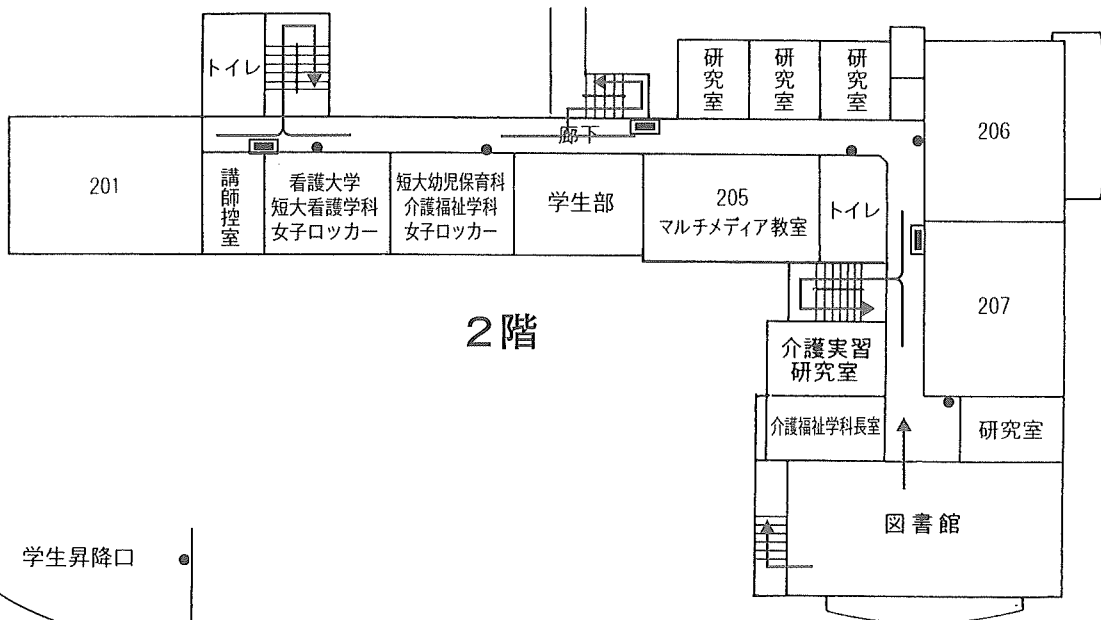 トイレ
研究室
研究室
研究室
206
廊下
201
講師控室
看護大学
短大看護学科
女子ロッカー
短大幼児保育科
介護福祉学科
女子ロッカー
学生部
205
マルチメディア教室
トイレ
207
2階
介護実習
研究室
介護福祉学科長室
研究室
図書館
学生昇降口